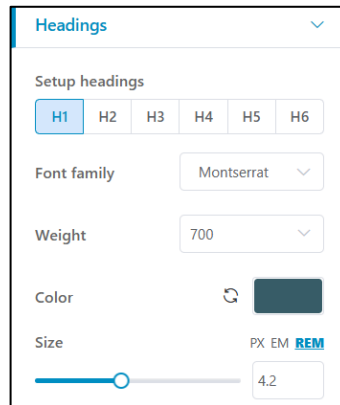 Headings
Setup headings
H1 H2 H3 H4 H5 H6
Font family Montserrat
Weight 700
Color
Size PX EM REM
4.2